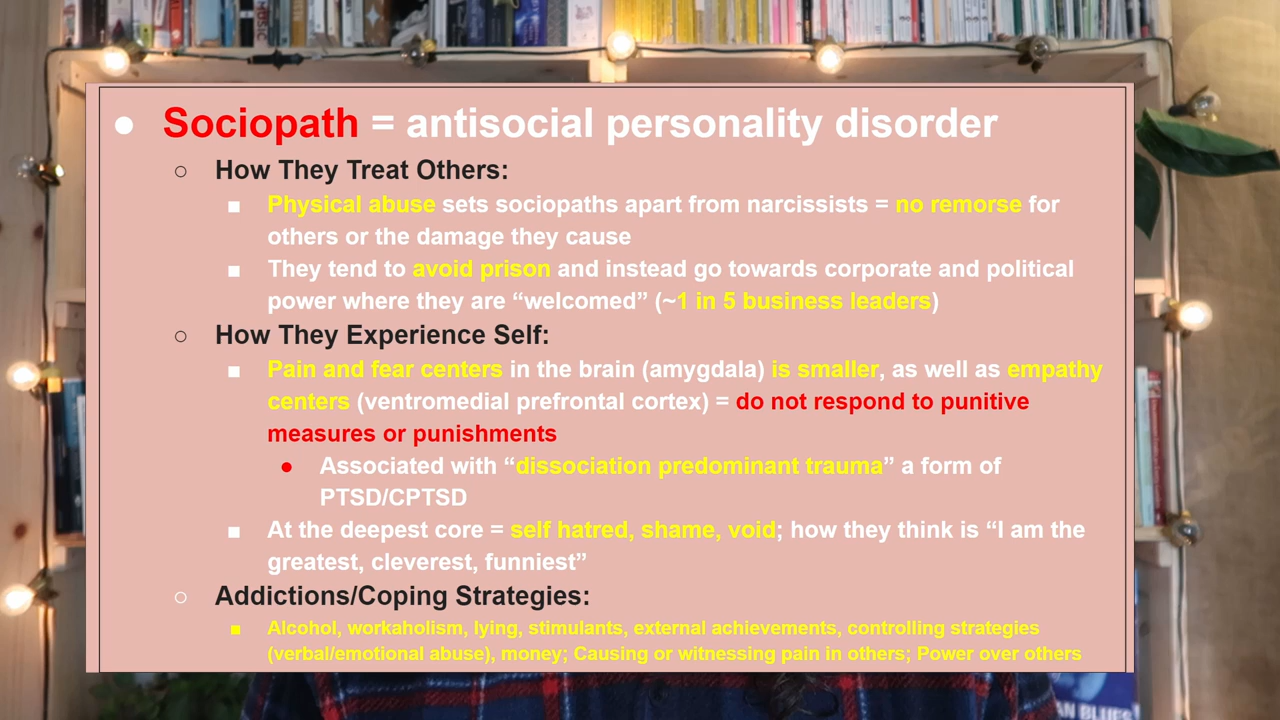 MUSIC
● Sociopath = antisocial personality disorder
○ How They Treat Others:
■ Physical abuse sets sociopaths apart from narcissists = no remorse for
others or the damage they cause
■ They tend to avoid prison and instead go towards corporate and political
power where they are “welcomed” (~1 in 5 business leaders)
○ How They Experience Self:
■ Pain and fear centers in the brain (amygdala) is smaller, as well as empathy
centers (ventromedial prefrontal cortex) = do not respond to punitive
measures or punishments
● Associated with “dissociation predominant trauma” a form of
PTSD/CPTSD
■ At the deepest core = self hatred, shame, void; how they think is “I am the
greatest, cleverest, funniest”
○ Addictions/Coping Strategies:
■ Alcohol, workaholism, lying, stimulants, external achievements, controlling strategies
(verbal/emotional abuse), money; Causing or witnessing pain in others; Power over others
AN BLUES